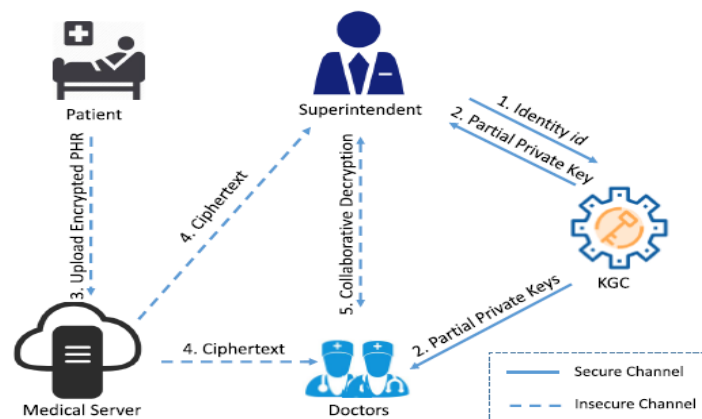 Patient
Superintendent
1. Identity id
2. Partial Private Key
3. Upload Encrypted PHR
4. Ciphertext
5. Collaborative Decryption
KGC
2. Partial Private Keys
4. Ciphertext
Medical Server
Doctors
Secure Channel
Insecure Channel